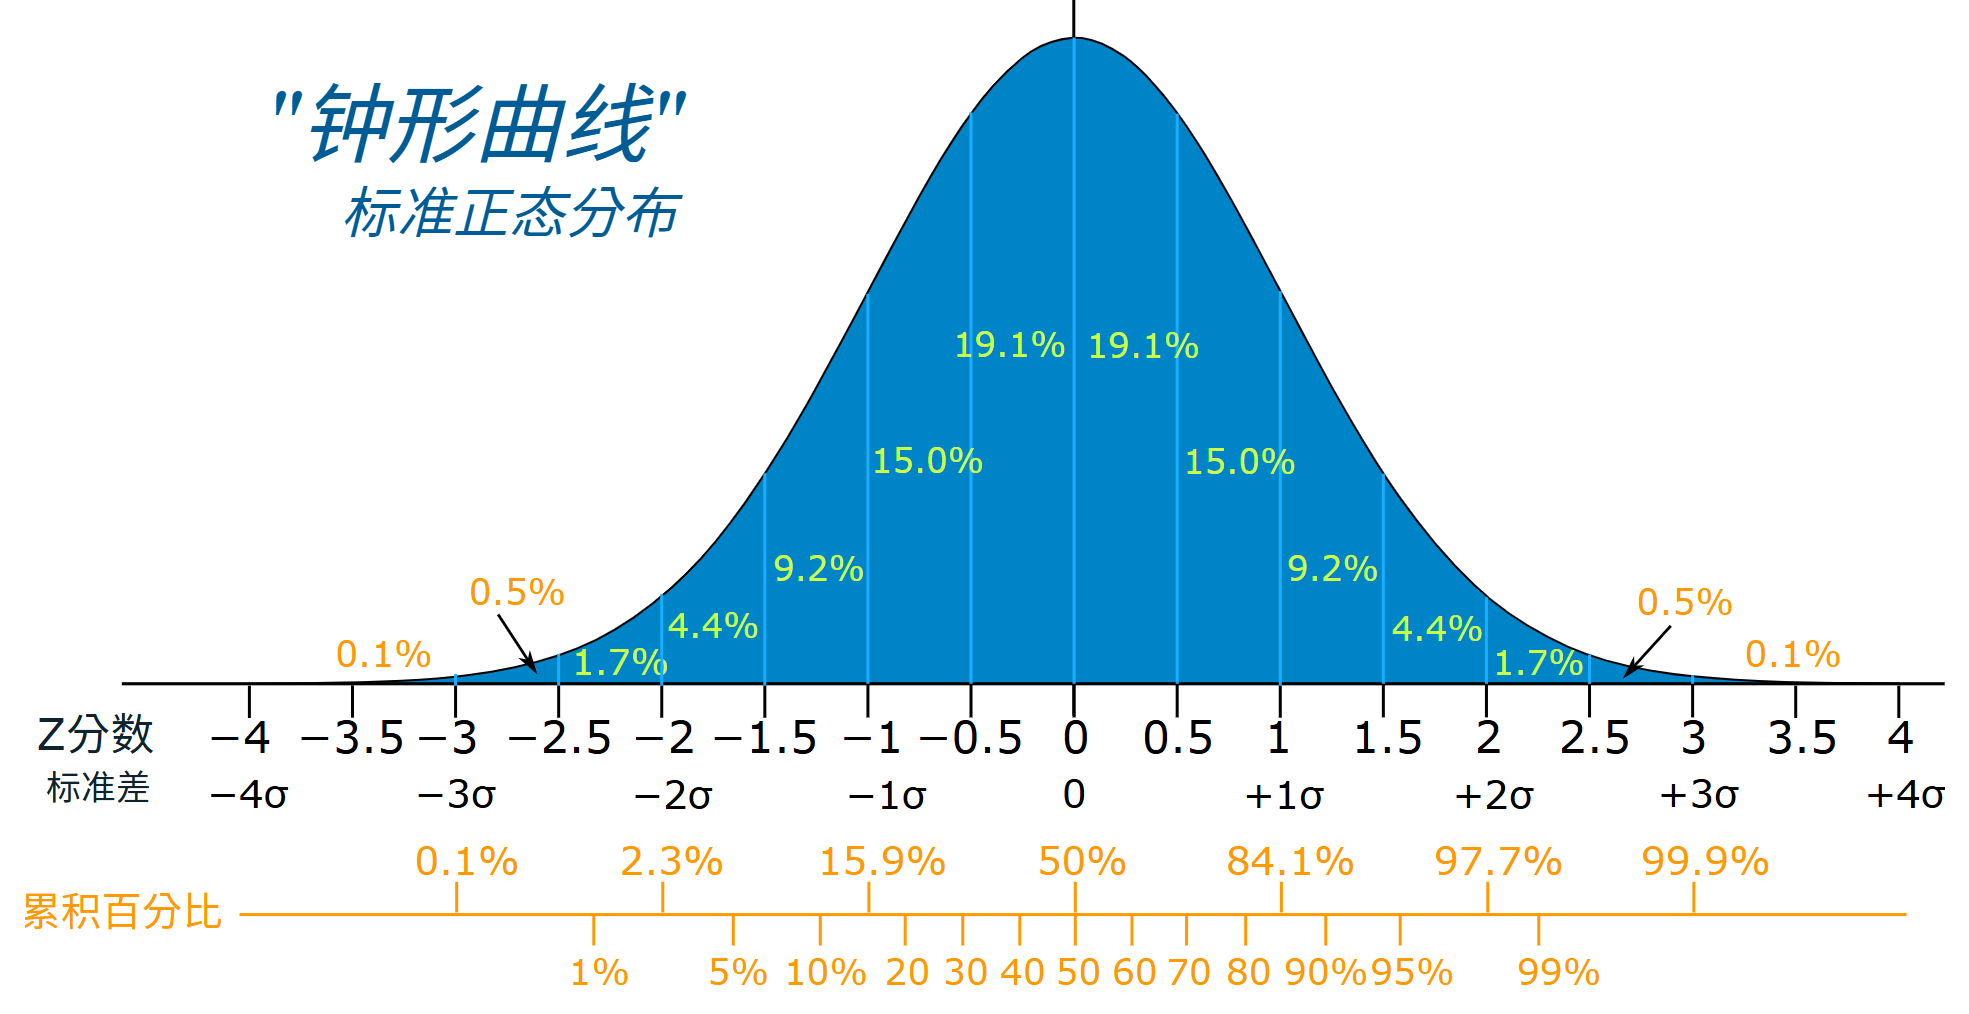 "钟形曲线"
标准正态分布
19.1% 19.1%
15.0% 15.0%
9.2% 9.2%
0.5% 0.5%
4.4% 4.4%
0.1% 1.7% 1.7% 0.1%
Z分数 −4 −3.5 −3 −2.5 −2 −1.5 −1 −0.5 0 0.5 1 1.5 2 2.5 3 3.5 4
标准差 −4σ −3σ −2σ −1σ 0 +1σ +2σ +3σ +4σ
0.1% 2.3% 15.9% 50% 84.1% 97.7% 99.9%
累积百分比
1% 5% 10% 20 30 40 50 60 70 80 90% 95% 99%